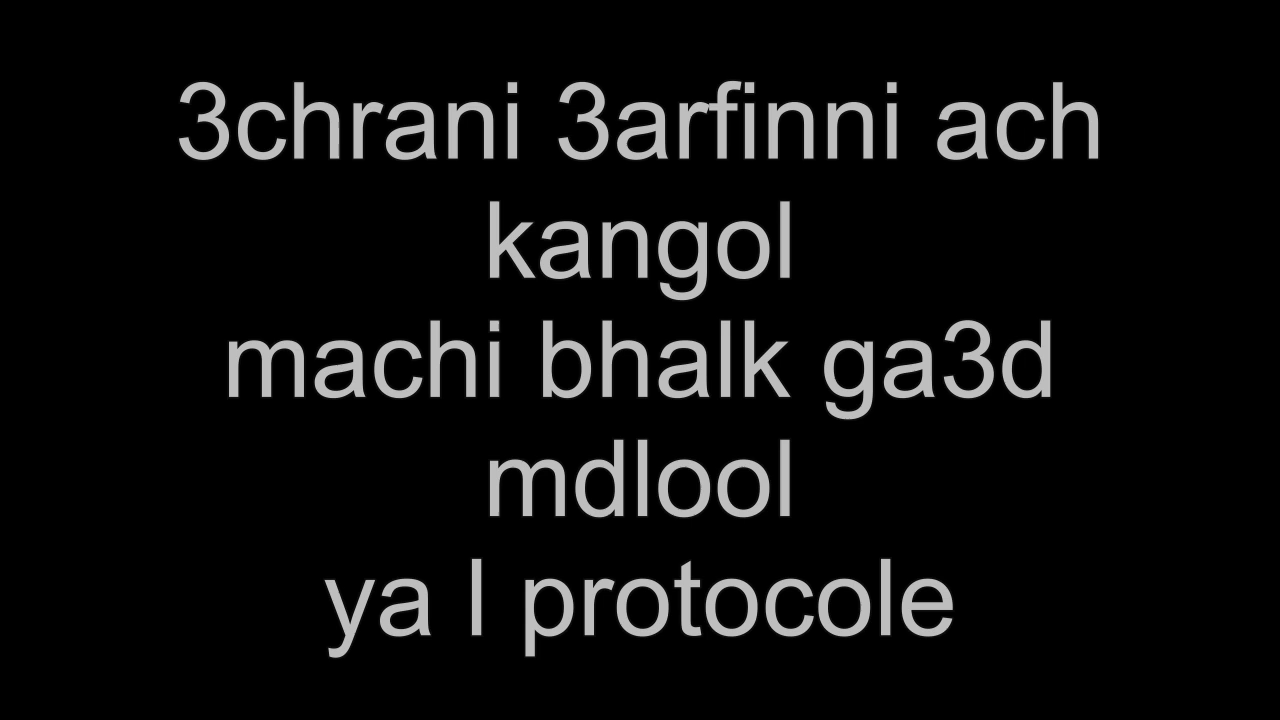 3chrani 3arfinni ach
kangol
machi bhalk ga3d
mdlool
ya l protocole